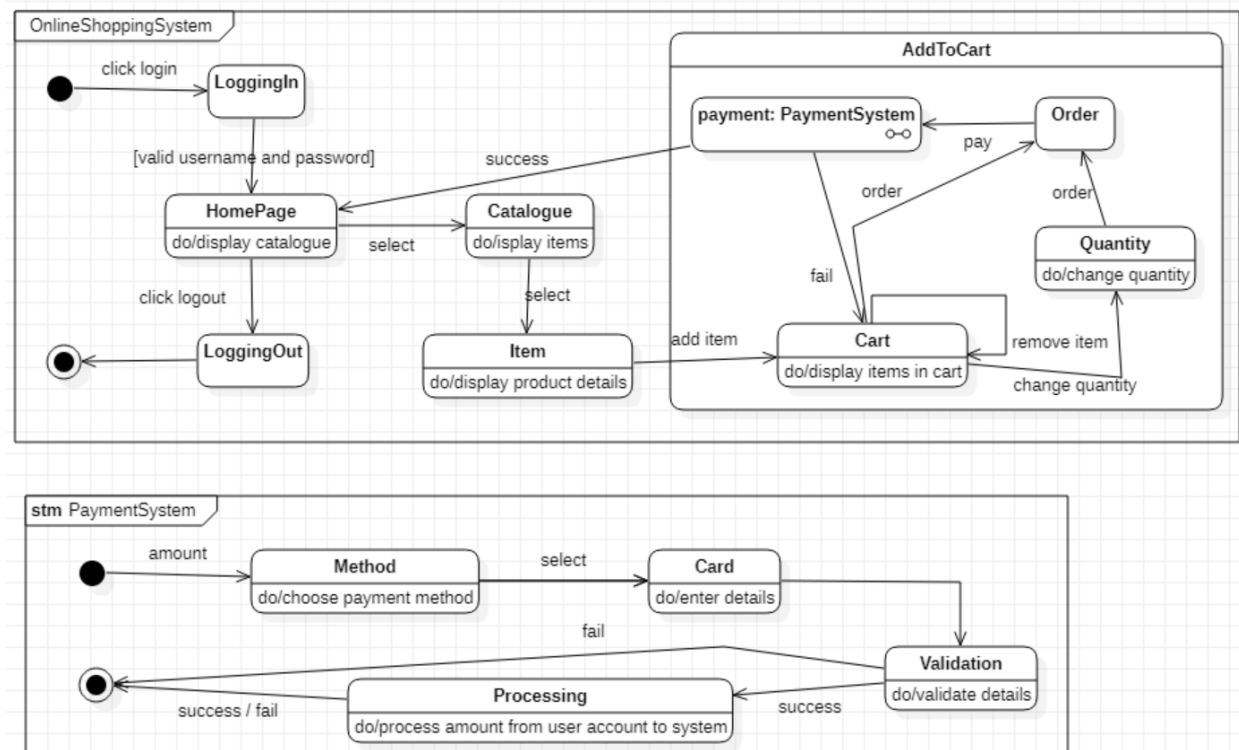 OnlineShoppingSystem
click login
LoggingIn
[valid username and password]
HomePage
do/display catalogue
select
Catalogue
do/isplay items
select
click logout
LoggingOut
Item
do/display product details
add item
success
AddToCart
payment: PaymentSystem
pay
Order
order
order
fail
Quantity
do/change quantity
Cart
do/display items in cart
remove item
change quantity
stm PaymentSystem
amount
Method
do/choose payment method
select
Card
do/enter details
fail
Validation
do/validate details
success
Processing
do/process amount from user account to system
success / fail